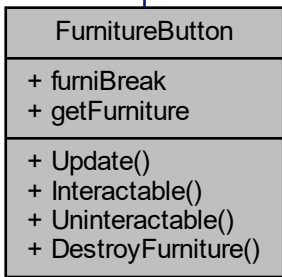 FurnitureButton
+ furniBreak
+ getFurniture
+ Update()
+ Interactable()
+ Uninteractable()
+ DestroyFurniture()